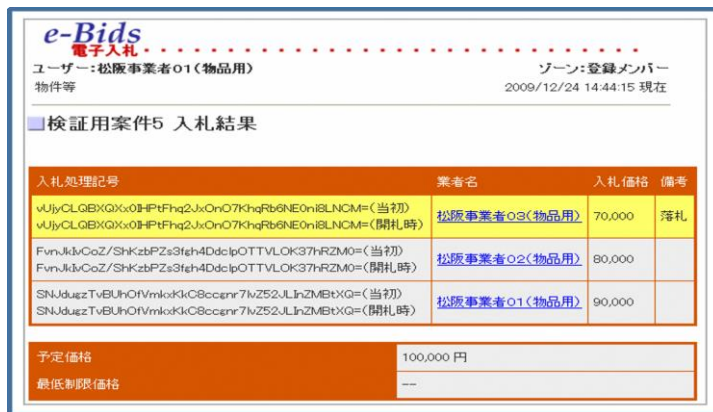 e-Bids
電子入札
ユーザー:松阪事業者01(物品用) ゾーン:登録メンバー
物件等 2009/12/24 14:44:15 現在
検証用案件5 入札結果
入札処理記号 業者名 入札価格 備考
vUjyCLQBXQXx0IHPtFhq2JxOnO7KhqRb6NEOni8LNCM=(当初)
vUjyCLQBXQXx0IHPtFhq2JxOnO7KhqRb6NEOni8LNCM=(開札時)
松阪事業者03(物品用) 70,000 落札
FvnJkIvCoZ/ShKzbPZs3fgh4DdclpOTTVLOK37hRZM0=(当初)
FvnJkIvCoZ/ShKzbPZs3fgh4DdclpOTTVLOK37hRZM0=(開札時)
松阪事業者02(物品用) 80,000
SNJdugzTvBUhOfVmkxKkC8ccgnr7lvZ52JLInZMBtXQ=(当初)
SNJdugzTvBUhOfVmkxKkC8ccgnr7lvZ52JLInZMBtXQ=(開札時)
松阪事業者01(物品用) 90,000
予定価格 100,000 円
最低制限価格 --